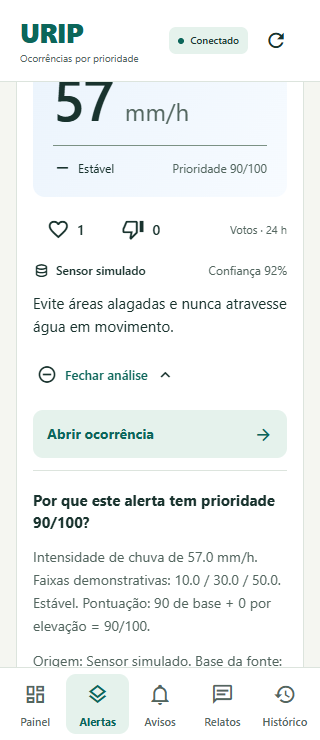 URIP
Ocorrências por prioridade
Conectado
57 mm/h
Estável
Prioridade 90/100
1
0
Votos · 24 h
Sensor simulado
Confiança 92%
Evite áreas alagadas e nunca atravesse
água em movimento.
Fechar análise
Abrir ocorrência
Por que este alerta tem prioridade
90/100?
Intensidade de chuva de 57.0 mm/h.
Faixas demonstrativas: 10.0 / 30.0 / 50.0.
Estável. Pontuação: 90 de base + 0 por
elevação = 90/100.
Origem: Sensor simulado. Base da fonte:
Painel
Alertas
Avisos
Relatos
Histórico